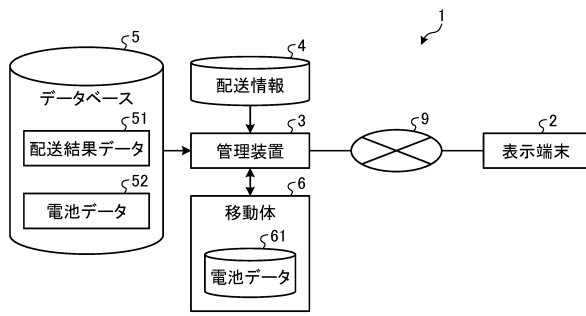 1
5
データベース
51
配送結果データ
52
電池データ
4
配送情報
3
管理装置
6
移動体
61
電池データ
9
2
表示端末